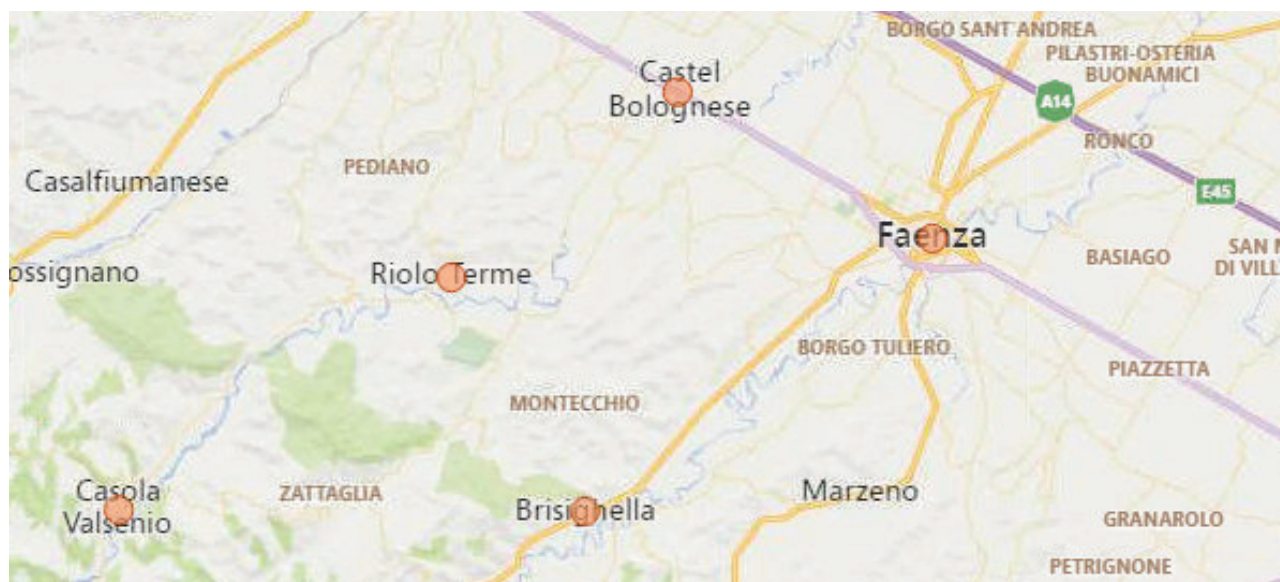 BORGO SANT'ANDREA
PILASTRI-OSTERIA
BUONAMICI
Castel
Bolognese
A14
RONCO
PEDIANO
Casalfiumanese
E45
Faenza
BASIAGO
SAN
DI
ossignano
Riolo Terme
BORGO TULIERO
PIAZZETTA
MONTECCHIO
Casola
Valsenio
ZATTAGLIA
Brisighella
Marzeno
GRANAROLO
PETRIGNONE